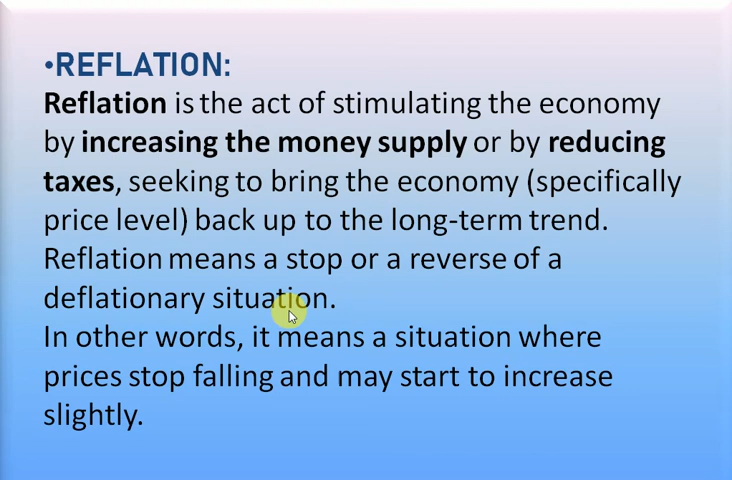 •REFLATION:
Reflation is the act of stimulating the economy
by increasing the money supply or by reducing
taxes, seeking to bring the economy (specifically
price level) back up to the long-term trend.
Reflation means a stop or a reverse of a
deflationary situation.
In other words, it means a situation where
prices stop falling and may start to increase
slightly.